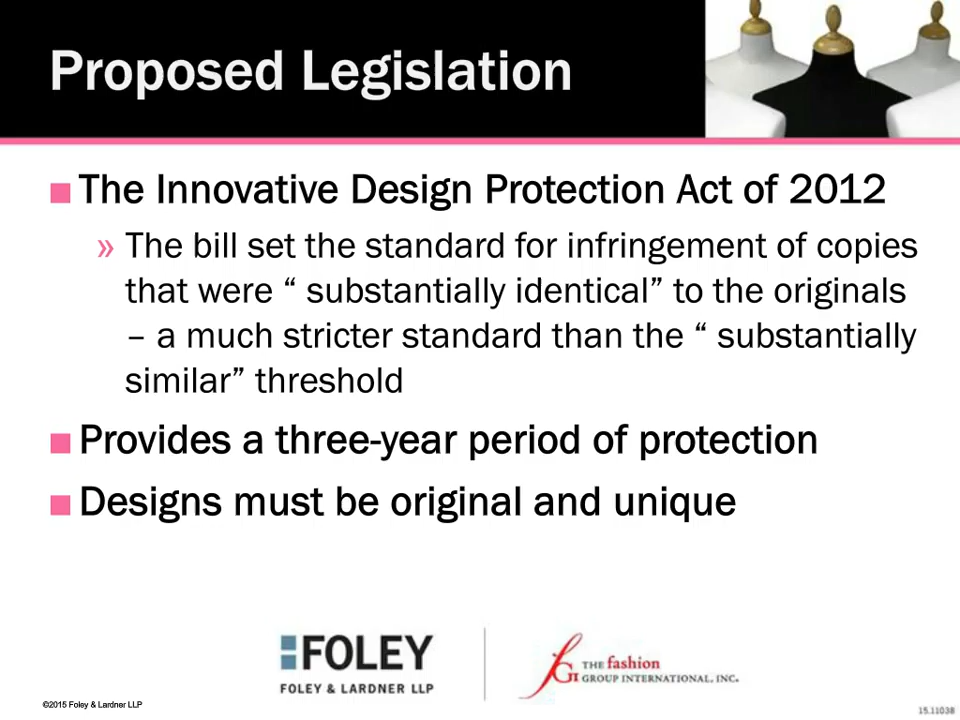 Proposed Legislation
The Innovative Design Protection Act of 2012
» The bill set the standard for infringement of copies
that were “ substantially identical” to the originals
– a much stricter standard than the “ substantially
similar” threshold
Provides a three-year period of protection
Designs must be original and unique
FOLEY
FOLEY & LARDNER LLP
fGI
THE fashion
GROUP INTERNATIONAL, INC.
©2015 Foley & Lardner LLP
15.11038